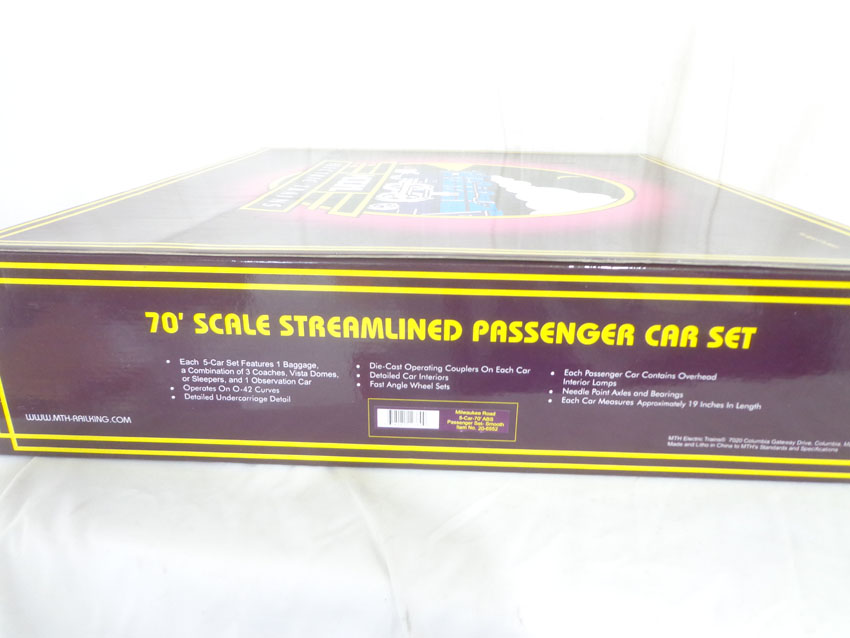 70' SCALE STREAMLINED PASSENGER CAR SET
• Each 5-Car Set Features 1 Baggage,
a Combination of 3 Coaches, Vista Domes,
or Sleepers, and 1 Observation Car
• Operates On O-42 Curves
• Detailed Undercarriage Detail
• Die-Cast Operating Couplers On Each Car
• Detailed Car Interiors
• Fast Angle Wheel Sets
• Each Passenger Car Contains Overhead
Interior Lamps
• Needle Point Axles and Bearings
• Each Car Measures Approximately 19 Inches In Length
WWW.MTH-RAILKING.COM
Milwaukee Road
5-Car 70' ABS
Passenger Set- Smooth
Item No. 20-6552
MTH Electric Trains® 7020 Columbia Gateway Drive, Columbia, M
Made and Litho in China to MTH's Standards and Specifications